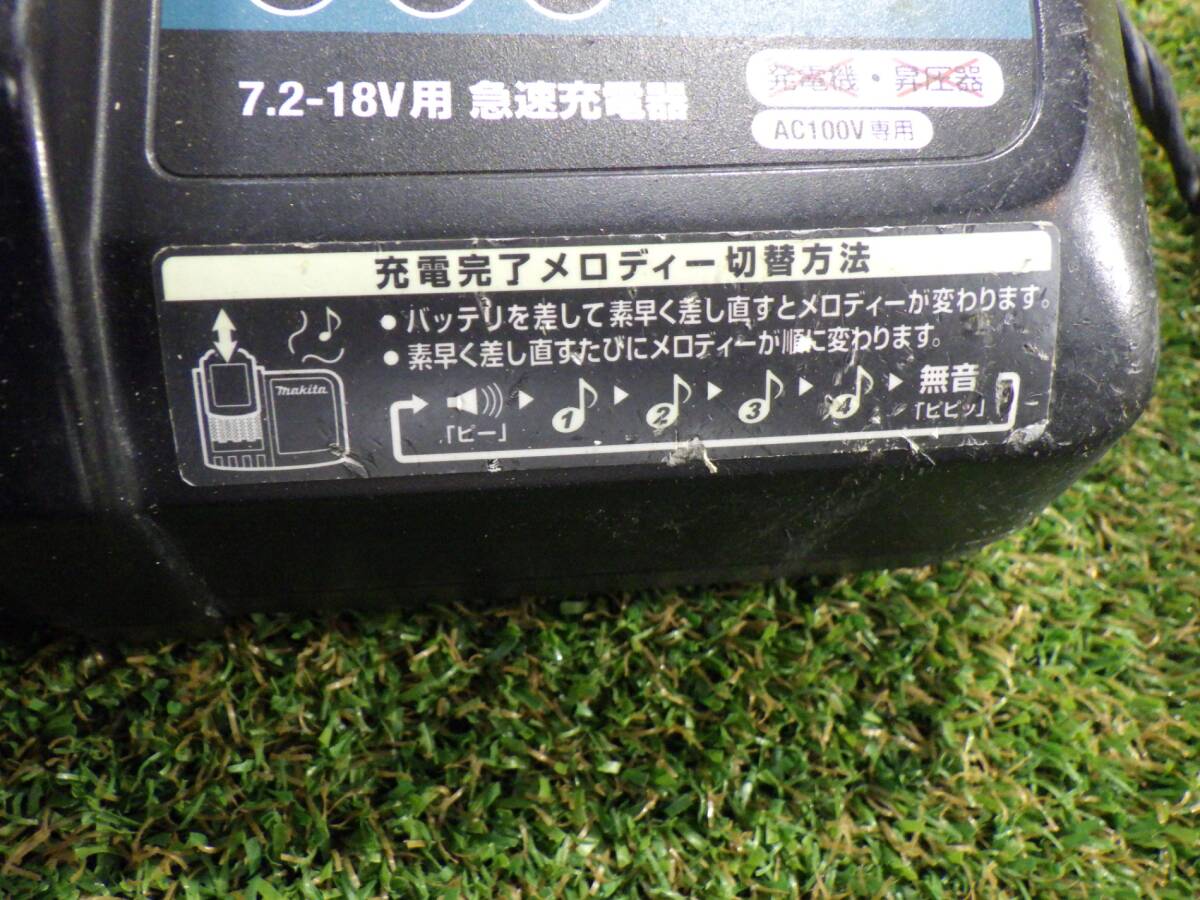 7.2-18V用 急速充電器
発電機・昇圧器
AC100V専用
充電完了メロディー切替方法
●バッテリを差して素早く差し直すとメロディーが変わります。
●素早く差し直すたびにメロディーが順に変わります。
makita
1 2 3 4 無音
「ピー」 「ピピッ」